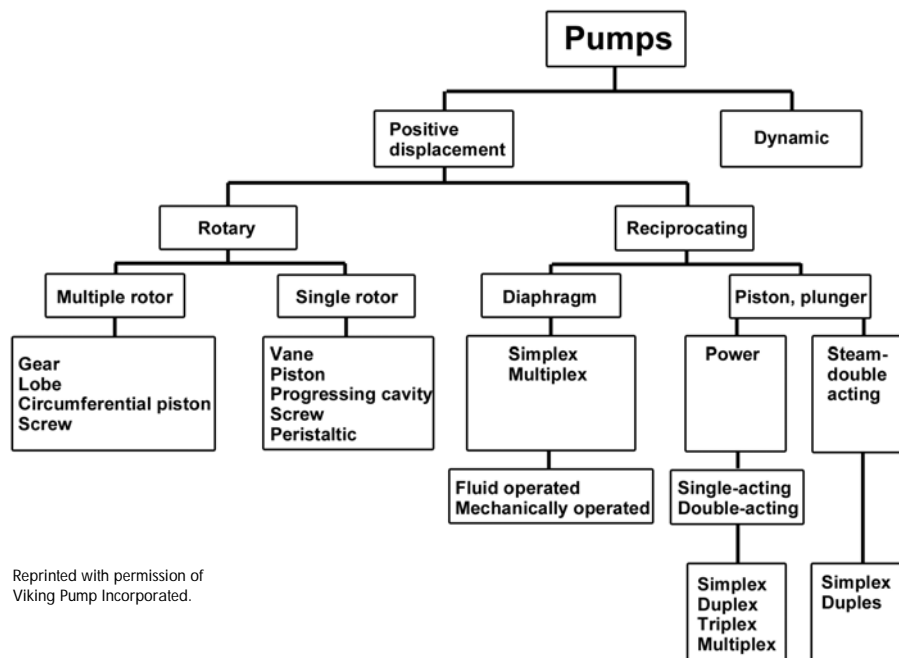 Pumps
Positive
displacement
Dynamic
Rotary
Reciprocating
Multiple rotor
Single rotor
Diaphragm
Piston, plunger
Gear
Lobe
Circumferential piston
Screw
Vane
Piston
Progressing cavity
Screw
Peristaltic
Simplex
Multiplex
Power
Steam-
double
acting
Fluid operated
Mechanically operated
Single-acting
Double-acting
Simplex
Duplex
Triplex
Multiplex
Simplex
Duples
Reprinted with permission of
Viking Pump Incorporated.